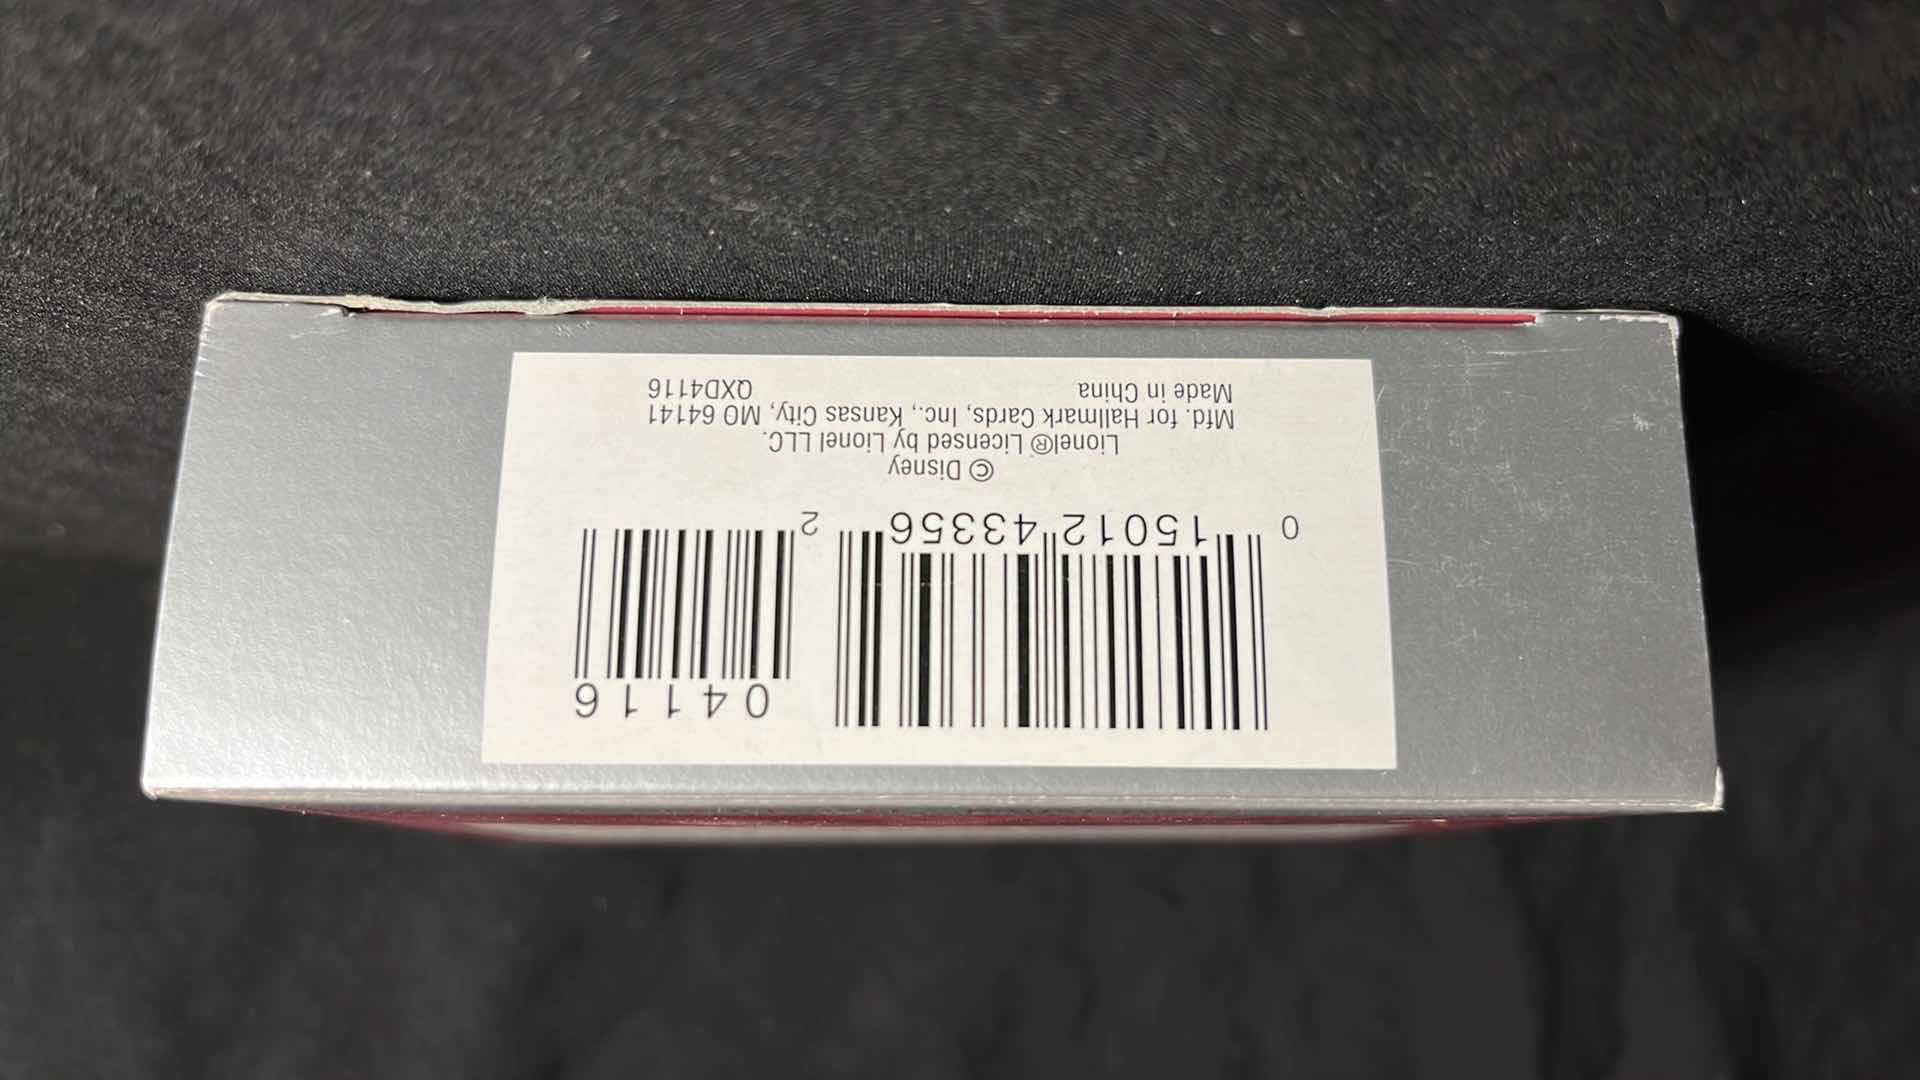 04116
0 15012 43356 2
© Disney
Lionel® Licensed by Lionel LLC.
Mfd. for Hallmark Cards, Inc., Kansas City, MO 64141
Made in China QXD4116